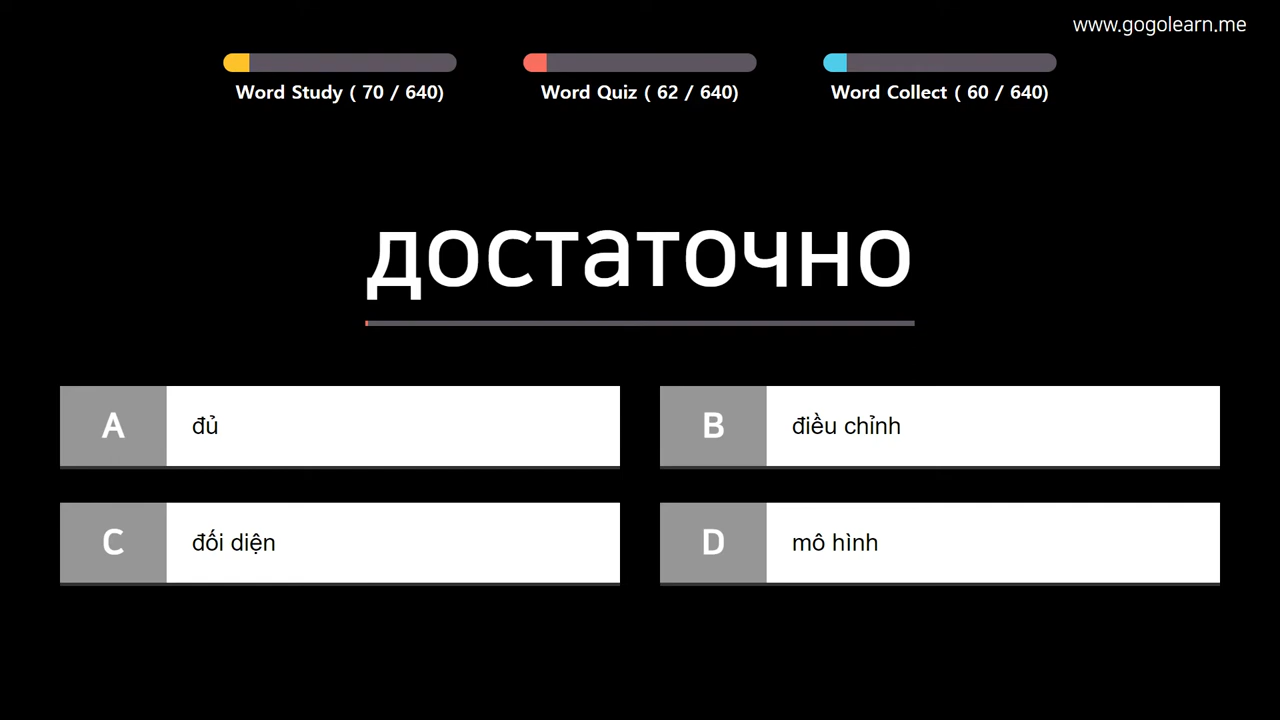 www.gogolearn.me
Word Study ( 70 / 640)
Word Quiz ( 62 / 640)
Word Collect ( 60 / 640)
достаточно
A đủ
B điều chỉnh
C đối diện
D mô hình